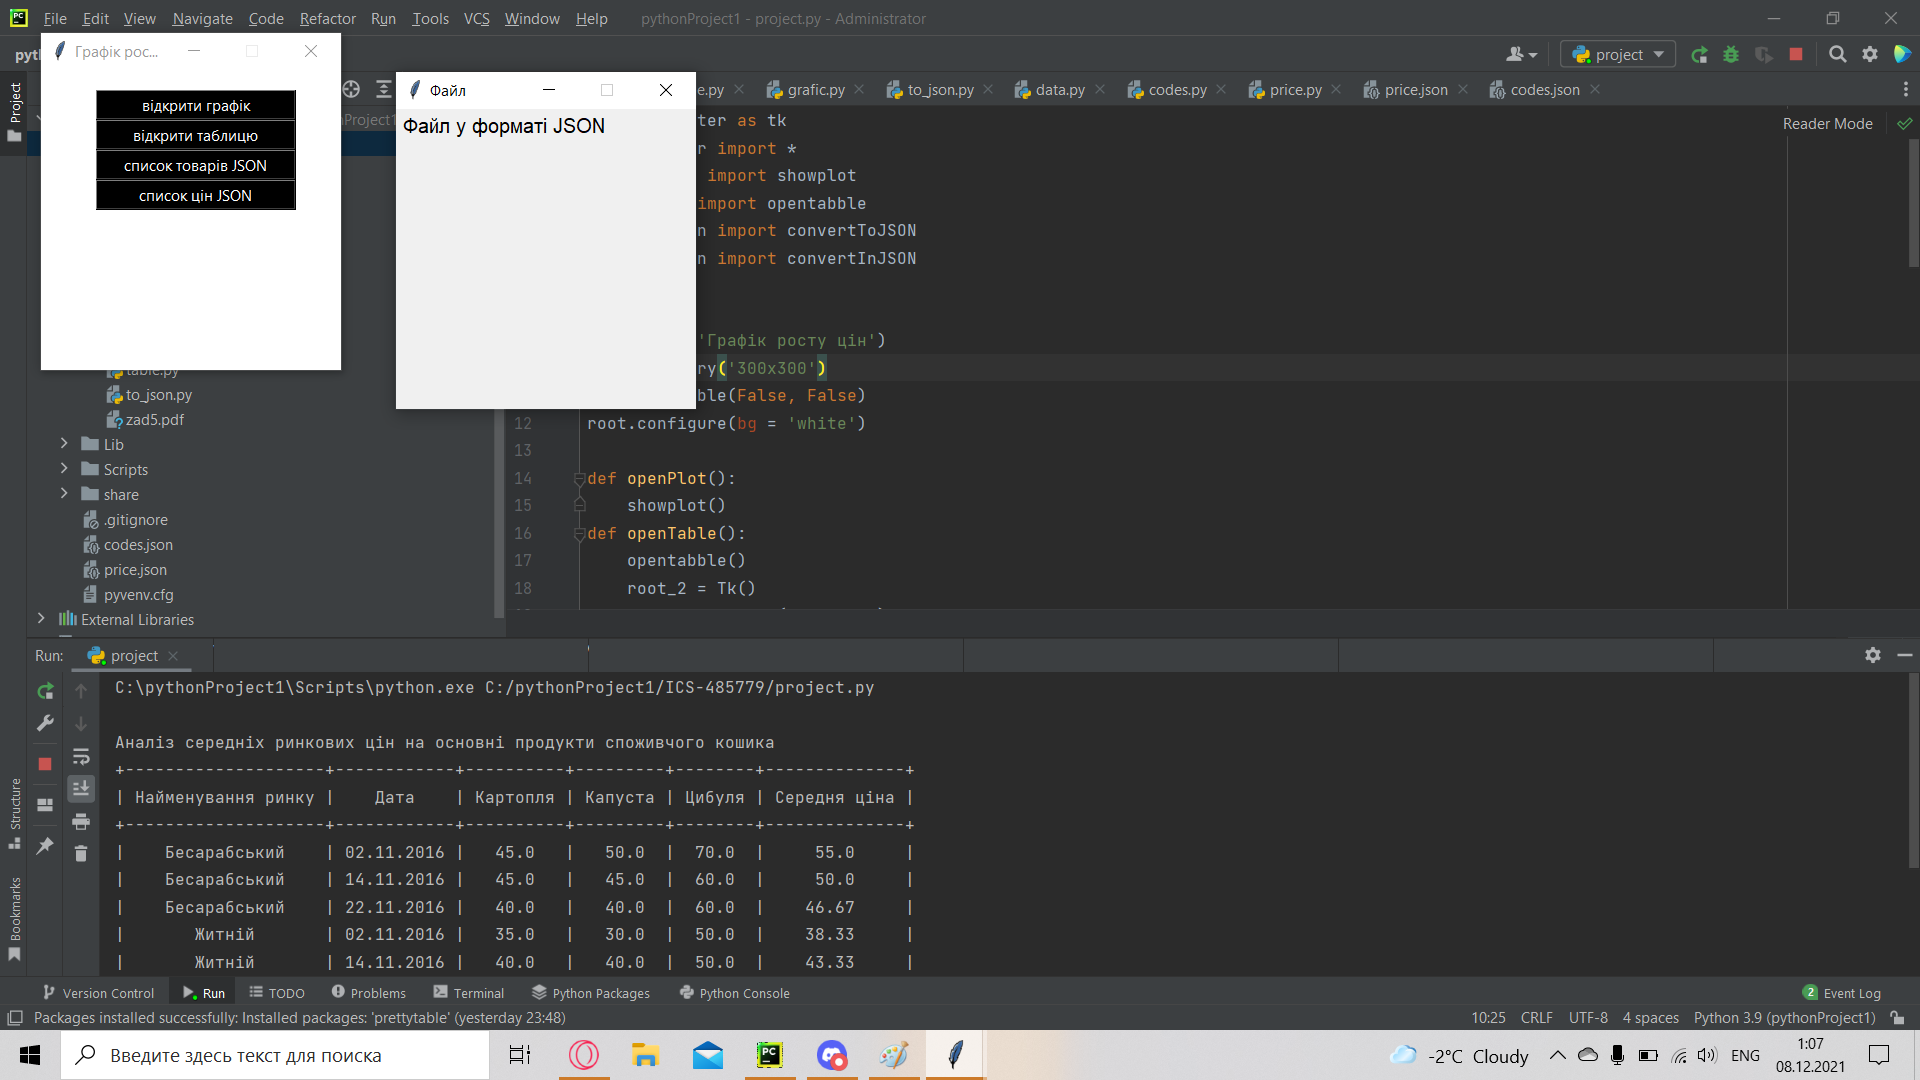 File Edit View Navigate Code Refactor Run Tools VCS Window Help pythonProject1 - project.py - Administrator
project
Графік рос...
відкрити графік
відкрити таблицю
список товарів JSON
список цін JSON
Файл
Файл у форматі JSON
e.py grafic.py to_json.py data.py codes.py price.py price.json codes.json
Reader Mode
ter as tk
r import *
import showplot
import opentabble
n import convertToJSON
n import convertInJSON
'Графік росту цін')
ry('300x300')
ble(False, False)
12 root.configure(bg = 'white')
13
14 def openPlot():
15 showplot()
16 def openTable():
17 opentabble()
18 root_2 = Tk()
Project
table.py
to_json.py
zad5.pdf
Lib
Scripts
share
.gitignore
codes.json
price.json
pyvenv.cfg
External Libraries
Run: project
C:\pythonProject1\Scripts\python.exe C:/pythonProject1/ICS-485779/project.py
Аналіз середніх ринкових цін на основні продукти споживчого кошика
+--------------------+------------+----------+---------+--------+--------------+
| Найменування ринку | Дата | Картопля | Капуста | Цибуля | Середня ціна |
+--------------------+------------+----------+---------+--------+--------------+
| Бесарабський | 02.11.2016 | 45.0 | 50.0 | 70.0 | 55.0 |
| Бесарабський | 14.11.2016 | 45.0 | 45.0 | 60.0 | 50.0 |
| Бесарабський | 22.11.2016 | 40.0 | 40.0 | 60.0 | 46.67 |
| Житній | 02.11.2016 | 35.0 | 30.0 | 50.0 | 38.33 |
| Житній | 14.11.2016 | 40.0 | 40.0 | 50.0 | 43.33 |
Structure
Bookmarks
Version Control Run TODO Problems Terminal Python Packages Python Console 2 Event Log
Packages installed successfully: Installed packages: 'prettytable' (yesterday 23:48) 10:25 CRLF UTF-8 4 spaces Python 3.9 (pythonProject1)
Введите здесь текст для поиска
-2°C Cloudy ENG 1:07
08.12.2021